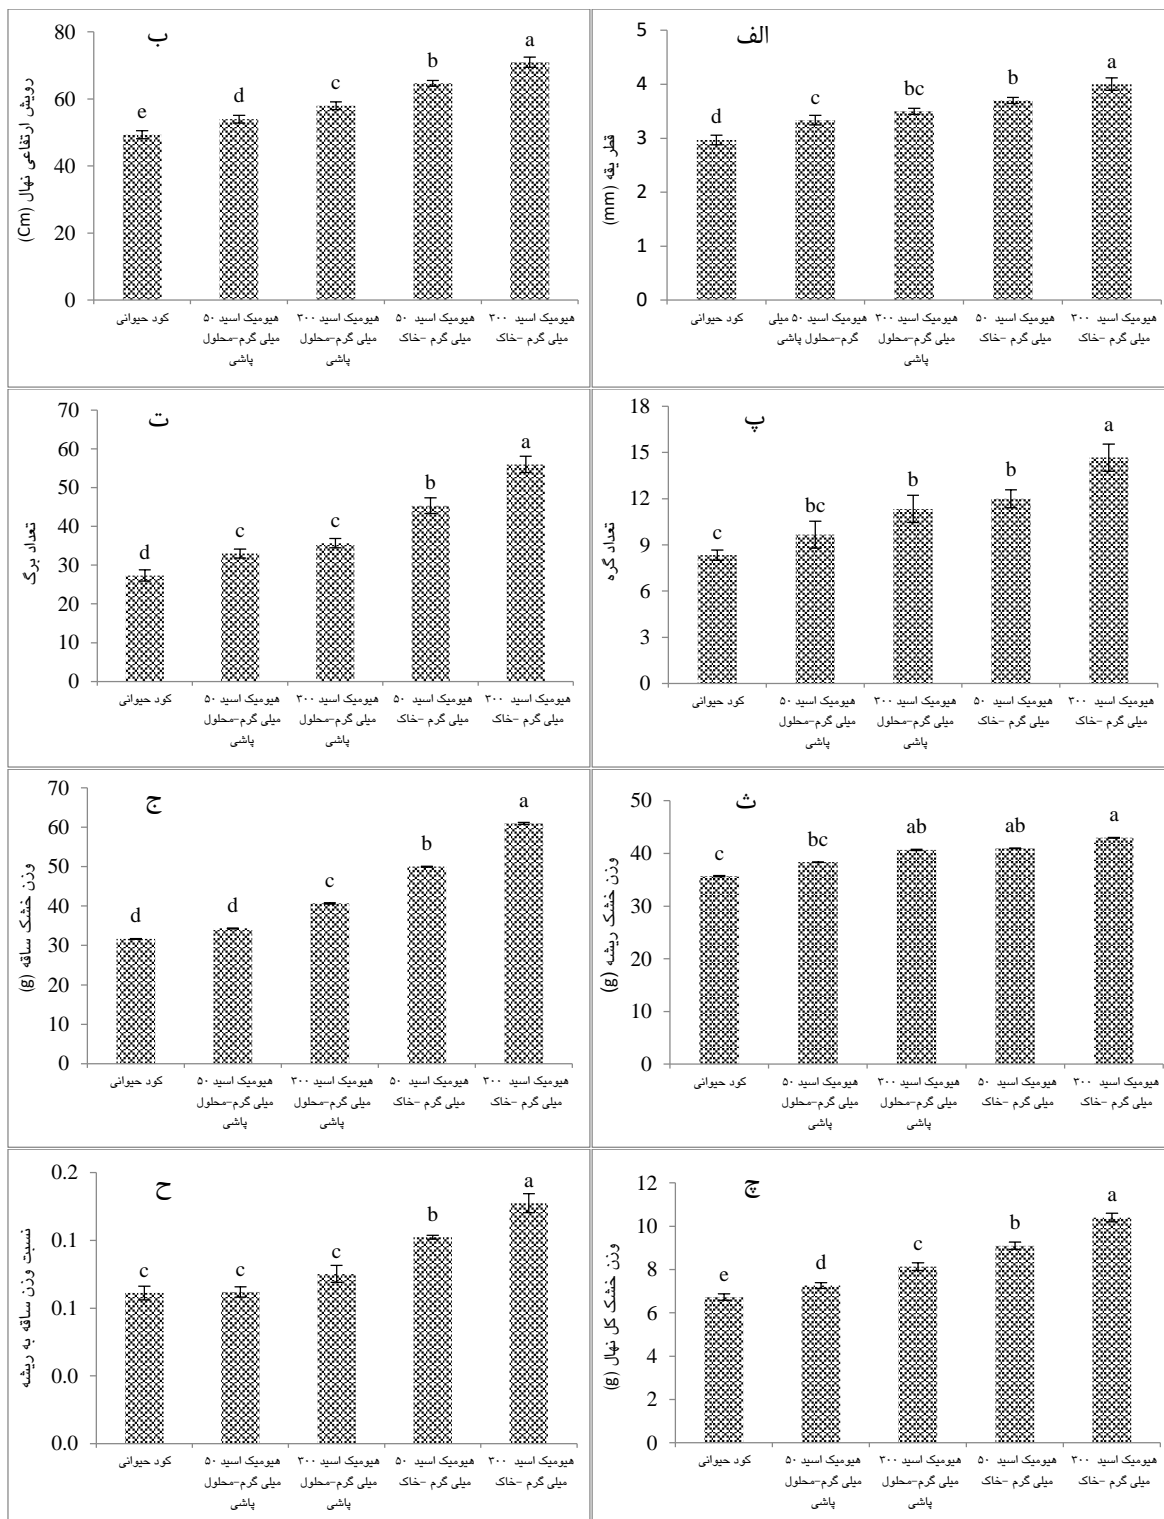 الف
قطر یقه (mm)
5
4
3
2
1
0
d
c
bc
b
a
کود حیوانی
هیومیک اسید ۵۰ میلی
گرم-محلول پاشی
هیومیک اسید ۳۰۰
میلی گرم-محلول
پاشی
هیومیک اسید ۵۰
میلی گرم -خاک
هیومیک اسید ۳۰۰
میلی گرم -خاک
ب
رویش ارتفاعی نهال (Cm)
80
60
40
20
0
e
d
c
b
a
کود حیوانی
هیومیک اسید ۵۰
میلی گرم-محلول
پاشی
هیومیک اسید ۳۰۰
میلی گرم-محلول
پاشی
هیومیک اسید ۵۰
میلی گرم -خاک
هیومیک اسید ۳۰۰
میلی گرم -خاک
پ
تعداد گره
18
15
12
9
6
3
0
c
bc
b
b
a
کود حیوانی
هیومیک اسید ۵۰
میلی گرم-محلول
پاشی
هیومیک اسید ۳۰۰
میلی گرم-محلول
پاشی
هیومیک اسید ۵۰
میلی گرم -خاک
هیومیک اسید ۳۰۰
میلی گرم -خاک
ت
تعداد برگ
70
60
50
40
30
20
10
0
d
c
c
b
a
کود حیوانی
هیومیک اسید ۵۰
میلی گرم-محلول
پاشی
هیومیک اسید ۳۰۰
میلی گرم-محلول
پاشی
هیومیک اسید ۵۰
میلی گرم -خاک
هیومیک اسید ۳۰۰
میلی گرم -خاک
ث
وزن خشک ریشه (g)
50
40
30
20
10
0
c
bc
ab
ab
a
کود حیوانی
هیومیک اسید ۵۰
میلی گرم-محلول
پاشی
هیومیک اسید ۳۰۰
میلی گرم-محلول
پاشی
هیومیک اسید ۵۰
میلی گرم -خاک
هیومیک اسید ۳۰۰
میلی گرم -خاک
ج
وزن خشک ساقه (g)
70
60
50
40
30
20
10
0
d
d
c
b
a
کود حیوانی
هیومیک اسید ۵۰
میلی گرم-محلول
پاشی
هیومیک اسید ۳۰۰
میلی گرم-محلول
پاشی
هیومیک اسید ۵۰
میلی گرم -خاک
هیومیک اسید ۳۰۰
میلی گرم -خاک
چ
وزن خشک کل نهال (g)
12
10
8
6
4
2
0
e
d
c
b
a
کود حیوانی
هیومیک اسید ۵۰
میلی گرم-محلول
پاشی
هیومیک اسید ۳۰۰
میلی گرم-محلول
پاشی
هیومیک اسید ۵۰
میلی گرم -خاک
هیومیک اسید ۳۰۰
میلی گرم -خاک
ح
نسبت وزن ساقه به ریشه
0.2
0.1
0.1
0.0
0.0
c
c
c
b
a
کود حیوانی
هیومیک اسید ۵۰
میلی گرم-محلول
پاشی
هیومیک اسید ۳۰۰
میلی گرم-محلول
پاشی
هیومیک اسید ۵۰
میلی گرم -خاک
هیومیک اسید ۳۰۰
میلی گرم -خاک